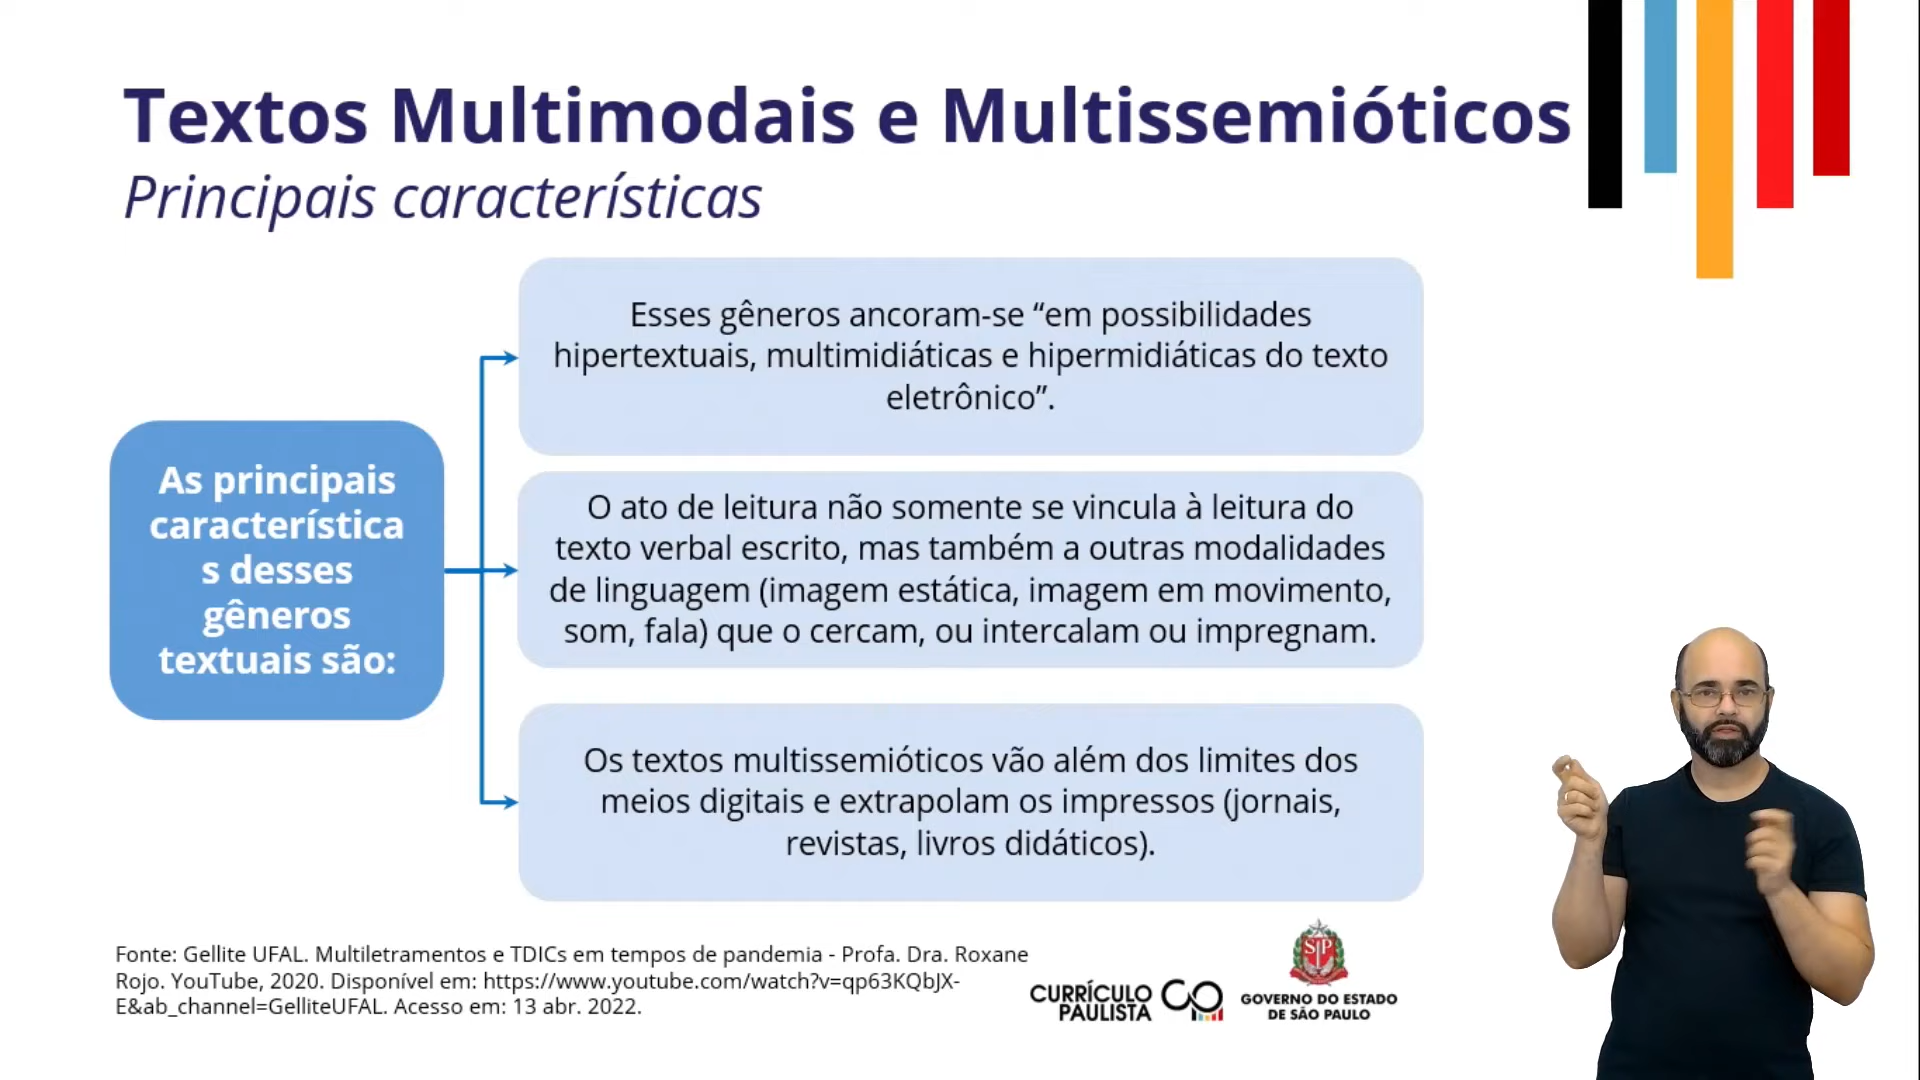 Textos Multimodais e Multissemióticos
Principais características
Esses gêneros ancoram-se “em possibilidades
hipertextuais, multimidiáticas e hipermidiáticas do texto
eletrônico”.
As principais
característica
s desses
gêneros
textuais são:
O ato de leitura não somente se vincula à leitura do
texto verbal escrito, mas também a outras modalidades
de linguagem (imagem estática, imagem em movimento,
som, fala) que o cercam, ou intercalam ou impregnam.
Os textos multissemióticos vão além dos limites dos
meios digitais e extrapolam os impressos (jornais,
revistas, livros didáticos).
Fonte: Gellite UFAL. Multiletramentos e TDICs em tempos de pandemia - Profa. Dra. Roxane
Rojo. YouTube, 2020. Disponível em: https://www.youtube.com/watch?v=qp63KQbJX-
E&ab_channel=GelliteUFAL. Acesso em: 13 abr. 2022.
CURRÍCULO
PAULISTA
SP
GOVERNO DO ESTADO
DE SÃO PAULO